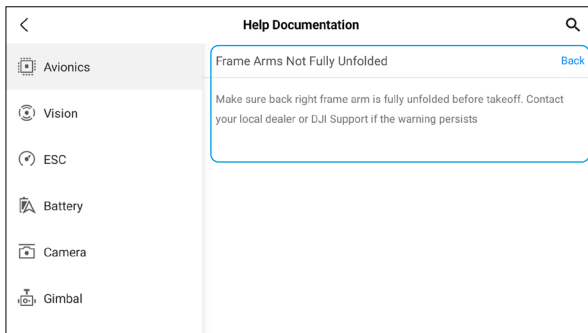 Help Documentation
Avionics
Vision
ESC
Battery
Camera
Gimbal
Frame Arms Not Fully Unfolded Back
Make sure back right frame arm is fully unfolded before takeoff. Contact
your local dealer or DJI Support if the warning persists